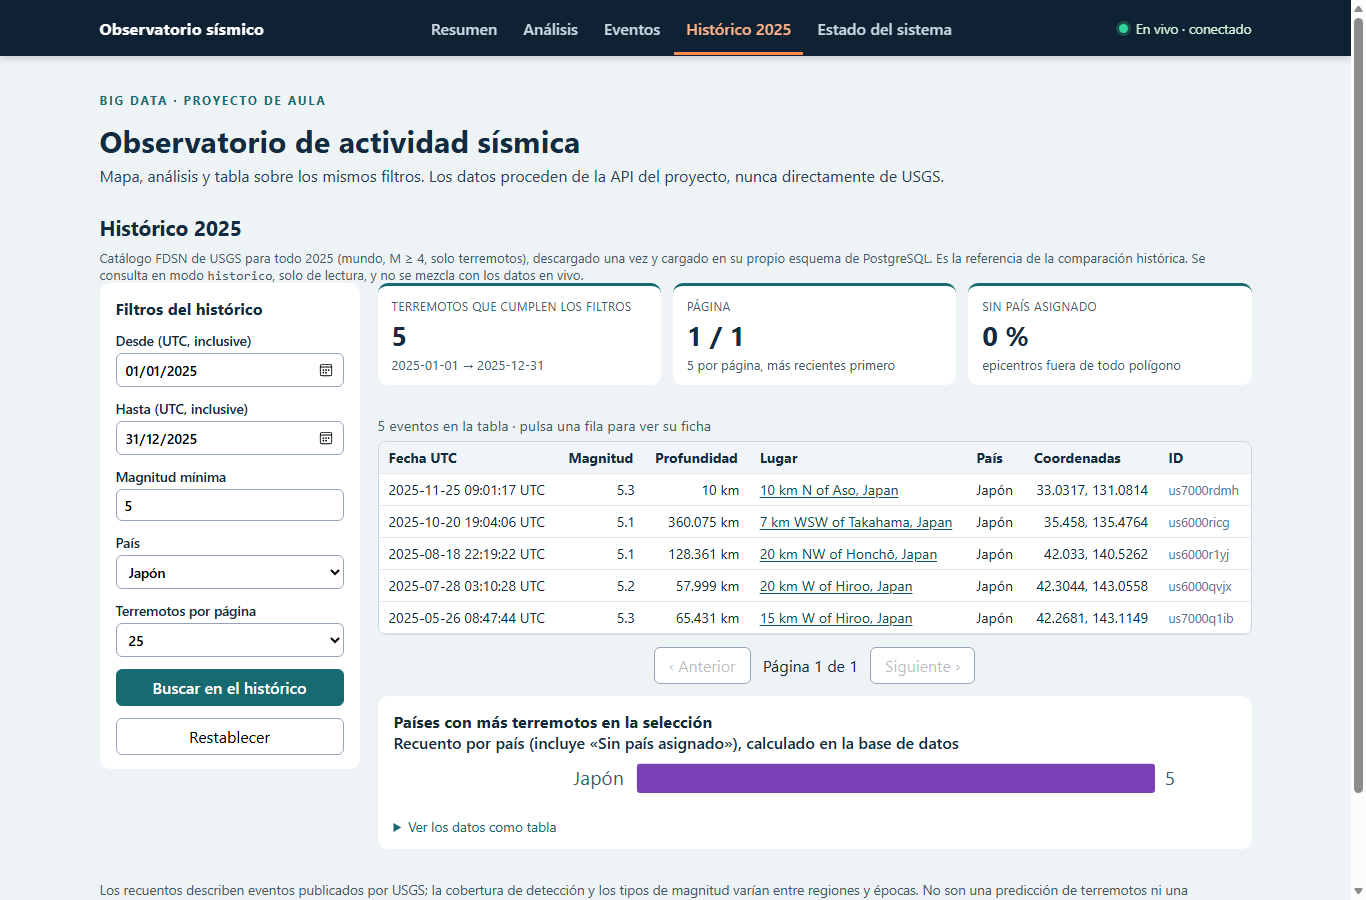 Observatorio sísmico
Resumen
Análisis
Eventos
Histórico 2025
Estado del sistema
En vivo · conectado
BIG DATA · PROYECTO DE AULA
Observatorio de actividad sísmica
Mapa, análisis y tabla sobre los mismos filtros. Los datos proceden de la API del proyecto, nunca directamente de USGS.
Histórico 2025
Catálogo FDSN de USGS para todo 2025 (mundo, M ≥ 4, solo terremotos), descargado una vez y cargado en su propio esquema de PostgreSQL. Es la referencia de la comparación histórica. Se
consulta en modo historico, solo de lectura, y no se mezcla con los datos en vivo.
Filtros del histórico
Desde (UTC, inclusive)
01/01/2025
Hasta (UTC, inclusive)
31/12/2025
Magnitud mínima
5
País
Japón
Terremotos por página
25
Buscar en el histórico
Restablecer
TERREMOTOS QUE CUMPLEN LOS FILTROS
5
2025-01-01 → 2025-12-31
PÁGINA
1 / 1
5 por página, más recientes primero
SIN PAÍS ASIGNADO
0 %
epicentros fuera de todo polígono
5 eventos en la tabla · pulsa una fila para ver su ficha
Fecha UTC Magnitud Profundidad Lugar País Coordenadas ID
2025-11-25 09:01:17 UTC 5.3 10 km 10 km N of Aso, Japan Japón 33.0317, 131.0814 us7000rdmh
2025-10-20 19:04:06 UTC 5.1 360.075 km 7 km WSW of Takahama, Japan Japón 35.458, 135.4764 us6000ricg
2025-08-18 22:19:22 UTC 5.1 128.361 km 20 km NW of Honchō, Japan Japón 42.033, 140.5262 us6000r1yj
2025-07-28 03:10:28 UTC 5.2 57.999 km 20 km W of Hiroo, Japan Japón 42.3044, 143.0558 us6000qvjx
2025-05-26 08:47:44 UTC 5.3 65.431 km 15 km W of Hiroo, Japan Japón 42.2681, 143.1149 us7000q1ib
‹ Anterior
Página 1 de 1
Siguiente ›
Países con más terremotos en la selección
Recuento por país (incluye «Sin país asignado»), calculado en la base de datos
Japón 5
▶ Ver los datos como tabla
Los recuentos describen eventos publicados por USGS; la cobertura de detección y los tipos de magnitud varían entre regiones y épocas. No son una predicción de terremotos ni una